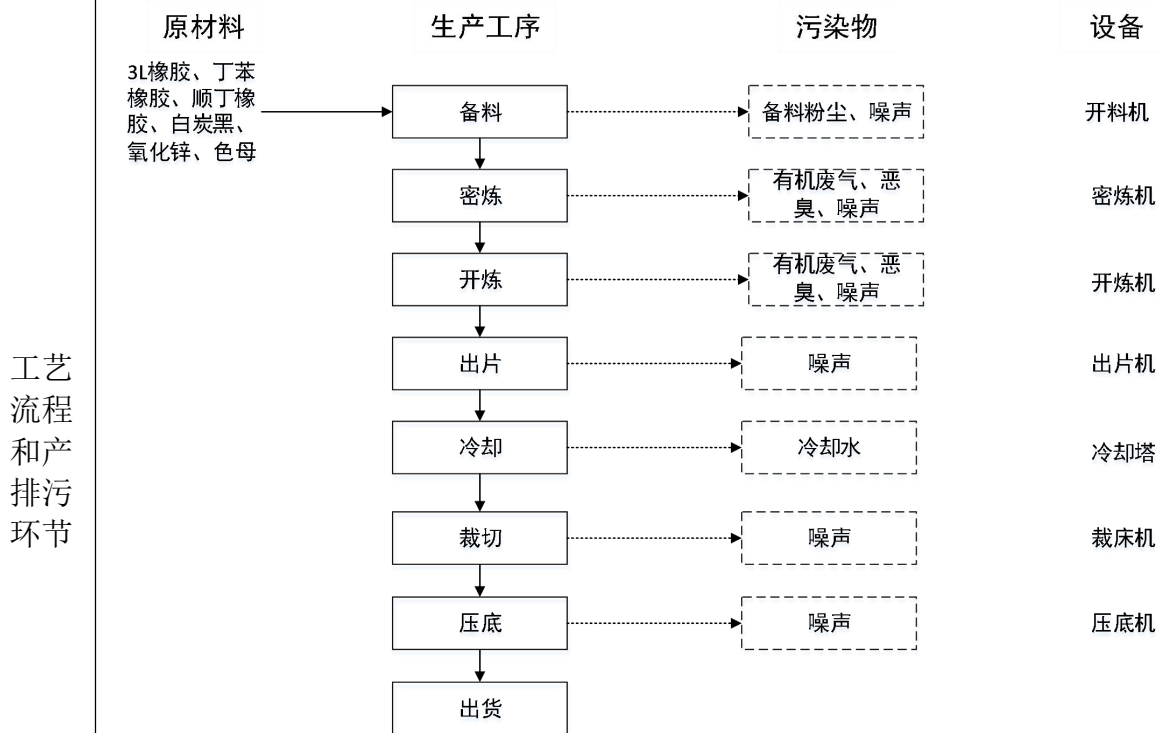 原材料
生产工序
污染物
设备
3L橡胶、丁苯
橡胶、顺丁橡
胶、白炭黑、
氧化锌、色母
备料
备料粉尘、噪声
开料机
密炼
有机废气、恶
臭、噪声
密炼机
开炼
有机废气、恶
臭、噪声
开炼机
出片
噪声
出片机
冷却
冷却水
冷却塔
裁切
噪声
裁床机
压底
噪声
压底机
出货
工艺
流程
和产
排污
环节